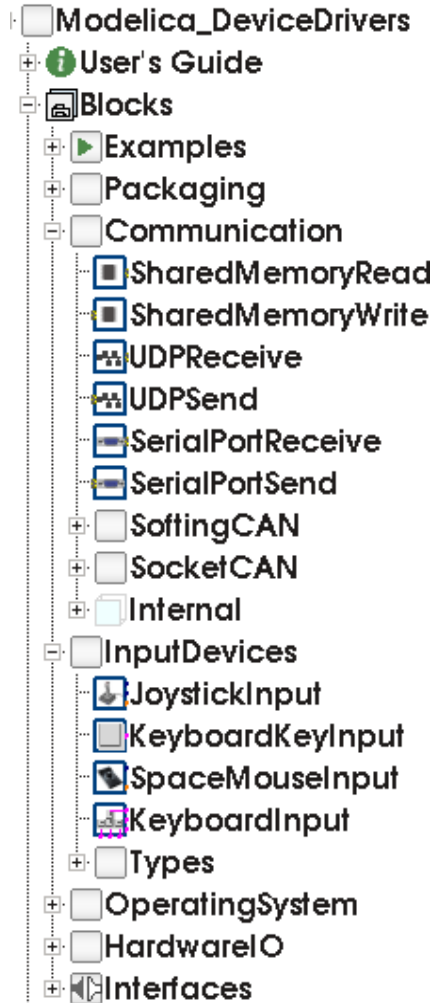 Modelica_DeviceDrivers
User's Guide
Blocks
Examples
Packaging
Communication
SharedMemoryRead
SharedMemoryWrite
UDPReceive
UDPSend
SerialPortReceive
SerialPortSend
SoftingCAN
SocketCAN
Internal
InputDevices
JoystickInput
KeyboardKeyInput
SpaceMouseInput
KeyboardInput
Types
OperatingSystem
HardwareIO
Interfaces